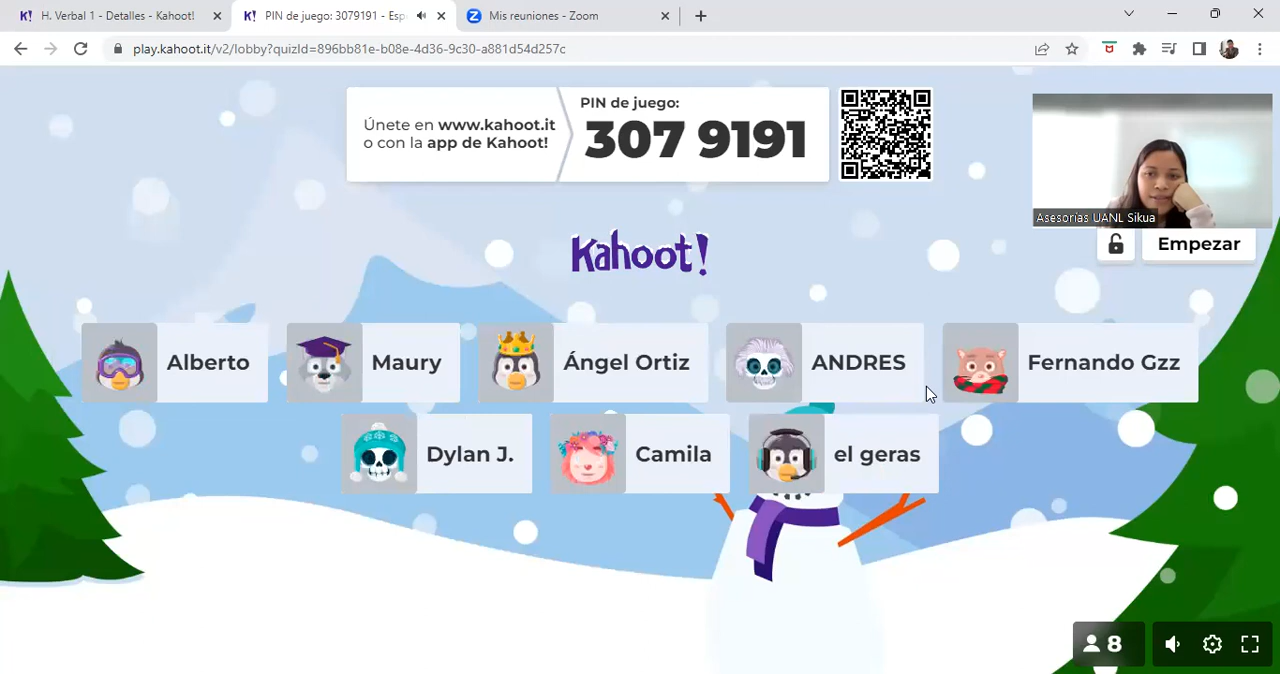 H. Verbal 1 - Detalles - Kahoot!
PIN de juego: 3079191 - Esp
Mis reuniones - Zoom
play.kahoot.it/v2/lobby?quizId=896bb81e-b08e-4d36-9c30-a881d54d257c
Únete en www.kahoot.it
o con la app de Kahoot!
PIN de juego:
307 9191
Asesorías UANL Sikua
Kahoot!
Empezar
Alberto
Maury
Ángel Ortiz
ANDRES
Fernando Gzz
Dylan J.
Camila
el geras
8